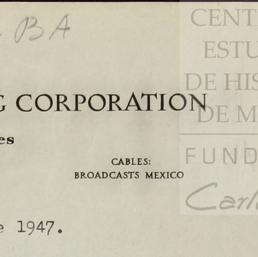 BA
CENT
ESTU
DE HIS
G CORPORATION
DE M
es
FUND
CABLES:
BROADCASTS MEXICO
Carl
e 1947.